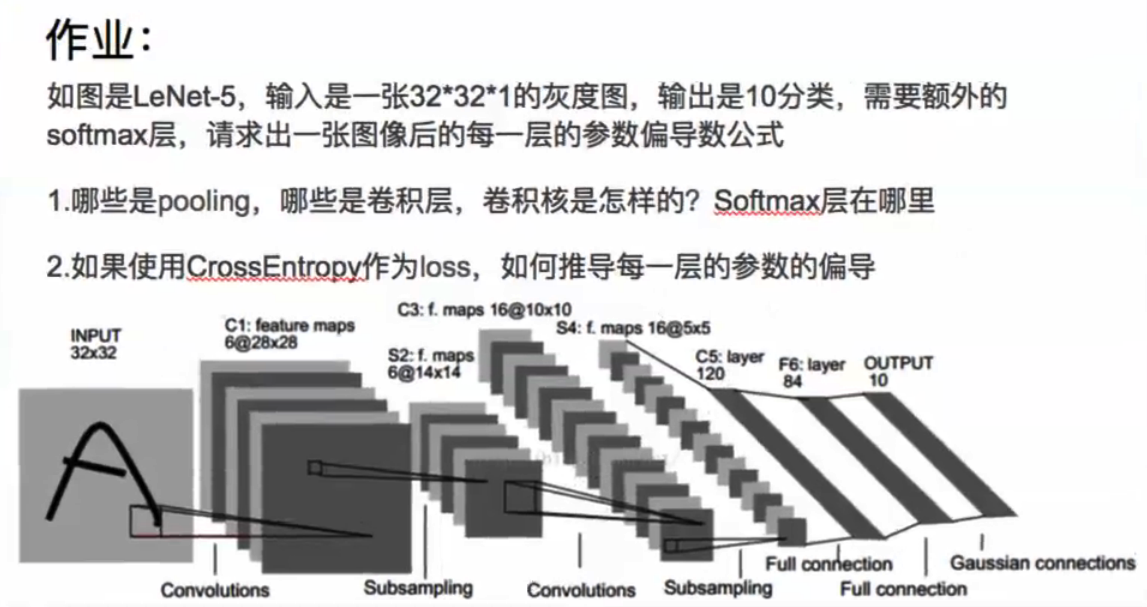 作业：
如图是LeNet-5，输入是一张32*32*1的灰度图，输出是10分类，需要额外的
softmax层，请求出一张图像后的每一层的参数偏导数公式
1.哪些是pooling，哪些是卷积层，卷积核是怎样的？Softmax层在哪里
2.如果使用CrossEntropy作为loss，如何推导每一层的参数的偏导
C3: f. maps 16@10x10
INPUT
32x32
C1: feature maps
6@28x28
S2: f. maps
6@14x14
S4: f. maps 16@5x5
C5: layer
120
F6: layer
84
OUTPUT
10
Convolutions
Subsampling
Convolutions
Subsampling
Full connection
Full connection
Gaussian connections